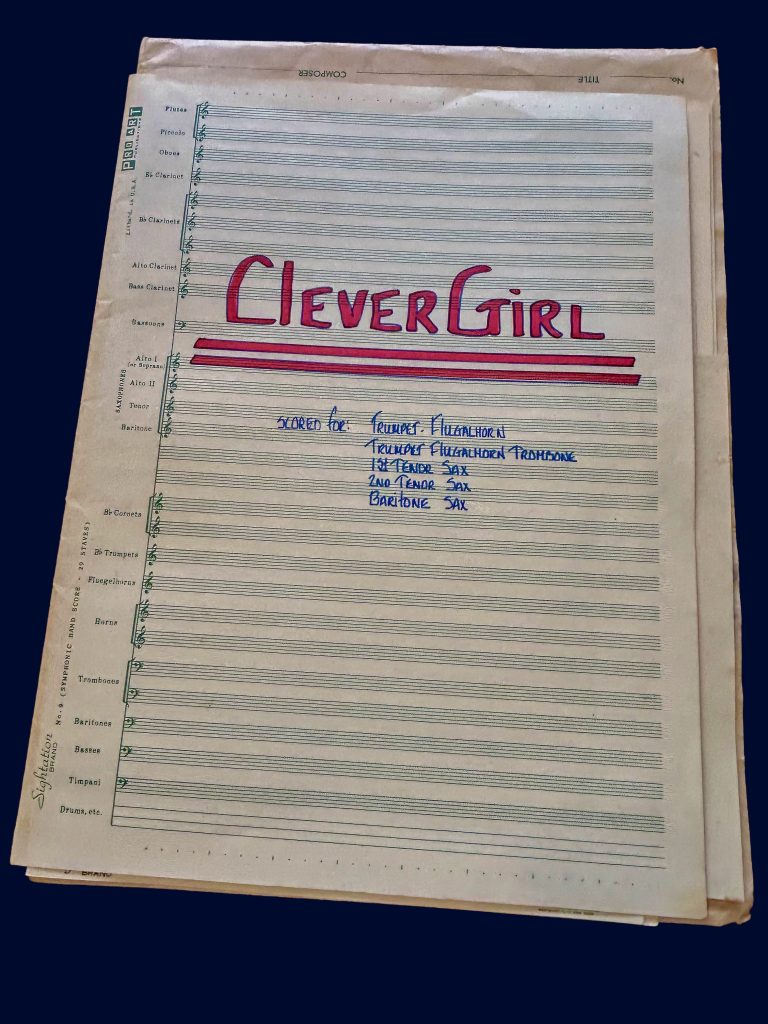 No.
TITLE
COMPOSER
PRO ART
Flutes
Piccolo
Oboes
E♭ Clarinet
B♭ Clarinets
Alto Clarinet
Bass Clarinet
Bassoons
SAXOPHONES
Alto I
(or Soprano)
Alto II
Tenor
Baritone
B♭ Cornets
B♭ Trumpets
Fluegelhorns
Horns
Trombones
Baritones
Basses
Timpani
Drums, etc.
CLEVER GIRL
SCORED FOR: TRUMPET. FLUGALHORN
TRUMPET FLUGALHORN TROMBONE
1st TENOR SAX
2ND TENOR SAX
BARITONE SAX
No. 9 (SYMPHONIC BAND SCORE - 29 STAVES)
Sightation
BRAND
BRAND